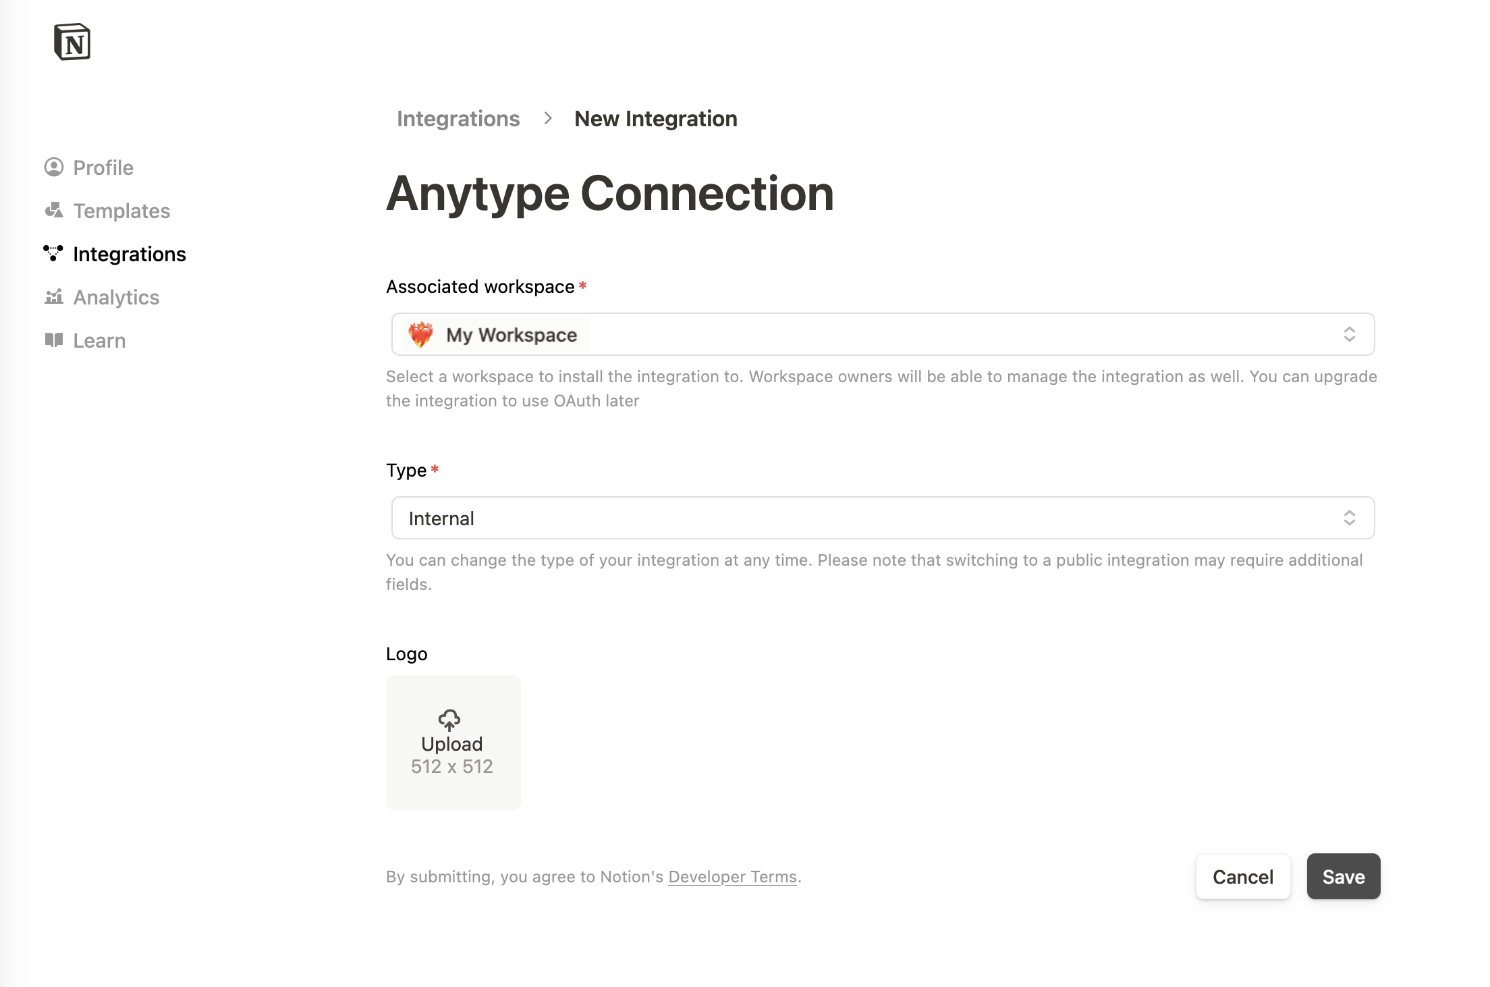 N
Integrations > New Integration
Profile
Templates
Integrations
Analytics
Learn
Anytype Connection
Associated workspace*
My Workspace
Select a workspace to install the integration to. Workspace owners will be able to manage the integration as well. You can upgrade
the integration to use OAuth later
Type*
Internal
You can change the type of your integration at any time. Please note that switching to a public integration may require additional
fields.
Logo
Upload
512 x 512
By submitting, you agree to Notion's Developer Terms.
Cancel
Save